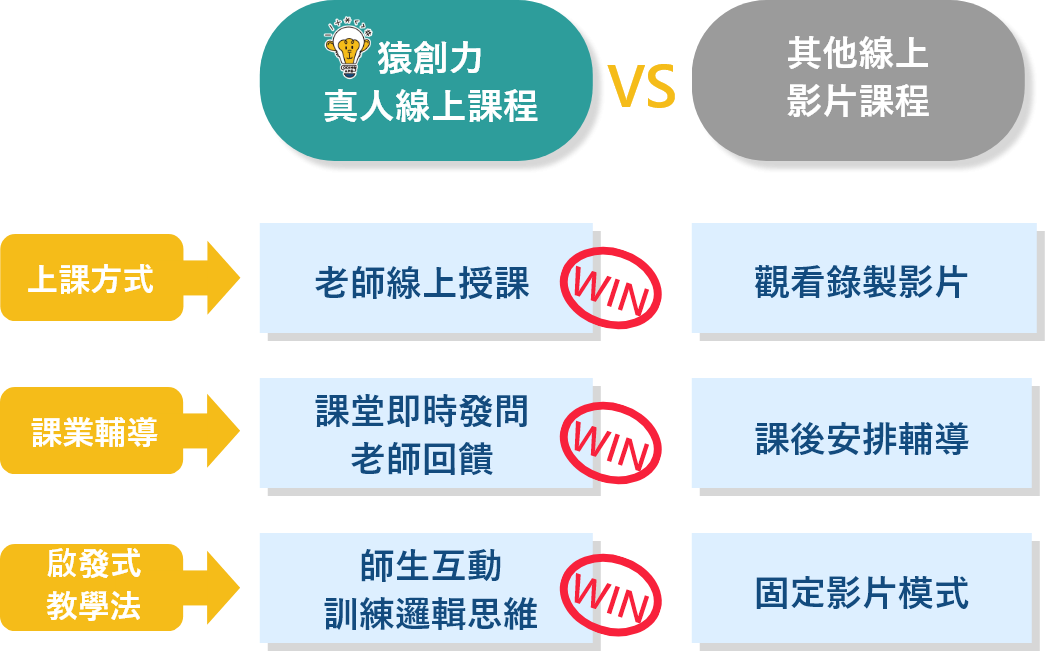 猿創力
真人線上課程
VS
其他線上
影片課程
上課方式
老師線上授課
WIN
觀看錄製影片
課業輔導
課堂即時發問
老師回饋
WIN
課後安排輔導
啟發式
教學法
師生互動
訓練邏輯思維
WIN
固定影片模式